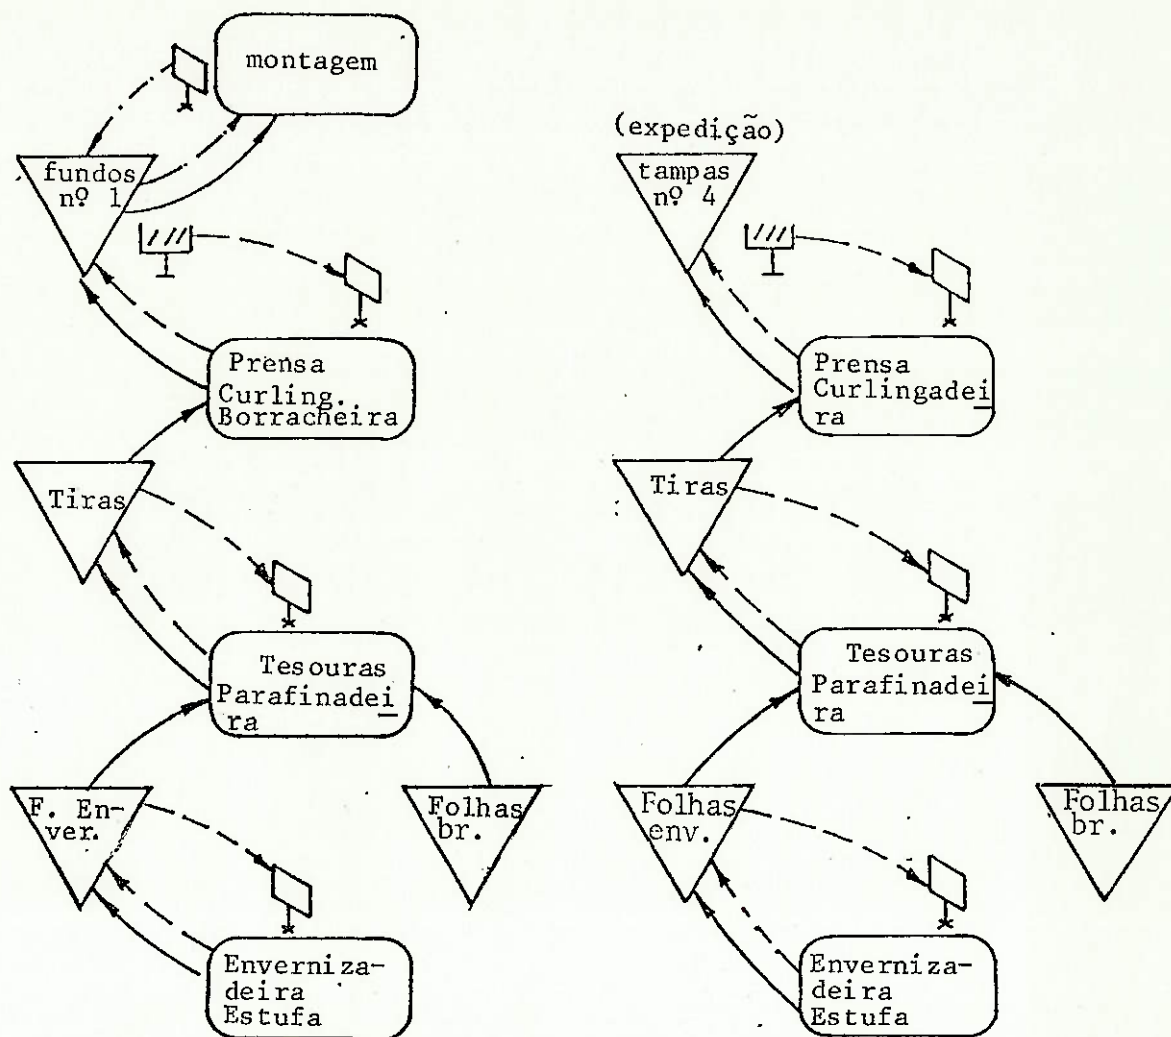 montagem
fundos
nº 1
Prensa
Curling.
Borracheira
Tiras
Tesouras
Parafinadei
ra
F. En-
ver.
Folhas
br.
Enverniza-
deira
Estufa
(expedição)
tampas
nº 4
Prensa
Curlingadei
ra
Tiras
Tesouras
Parafinadei
ra
Folhas
env.
Folhas
br.
Enverniza-
deira
Estufa